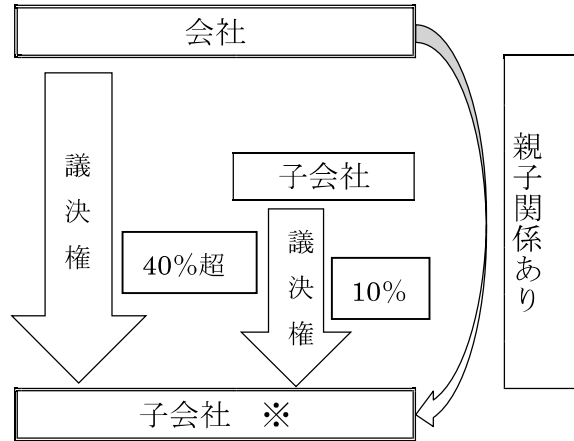 会社
議決権
40%超
子会社
議決権
10%
親子関係あり
子会社 ※